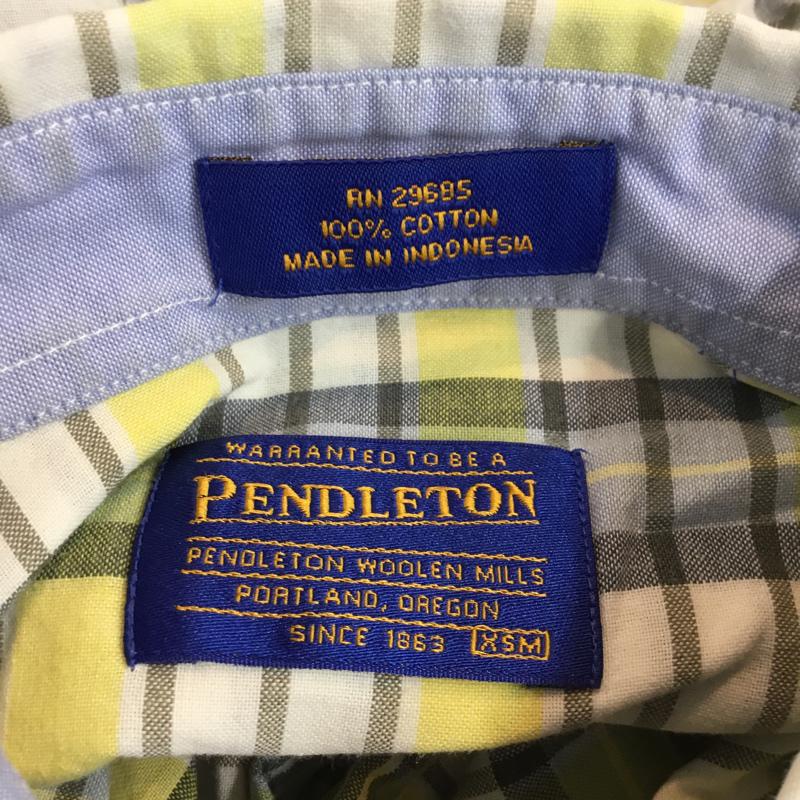 RN 29685
100% COTTON
MADE IN INDONESIA
WARRANTED TO BE A
PENDLETON
PENDLETON WOOLEN MILLS
PORTLAND, OREGON
SINCE 1863 XSM